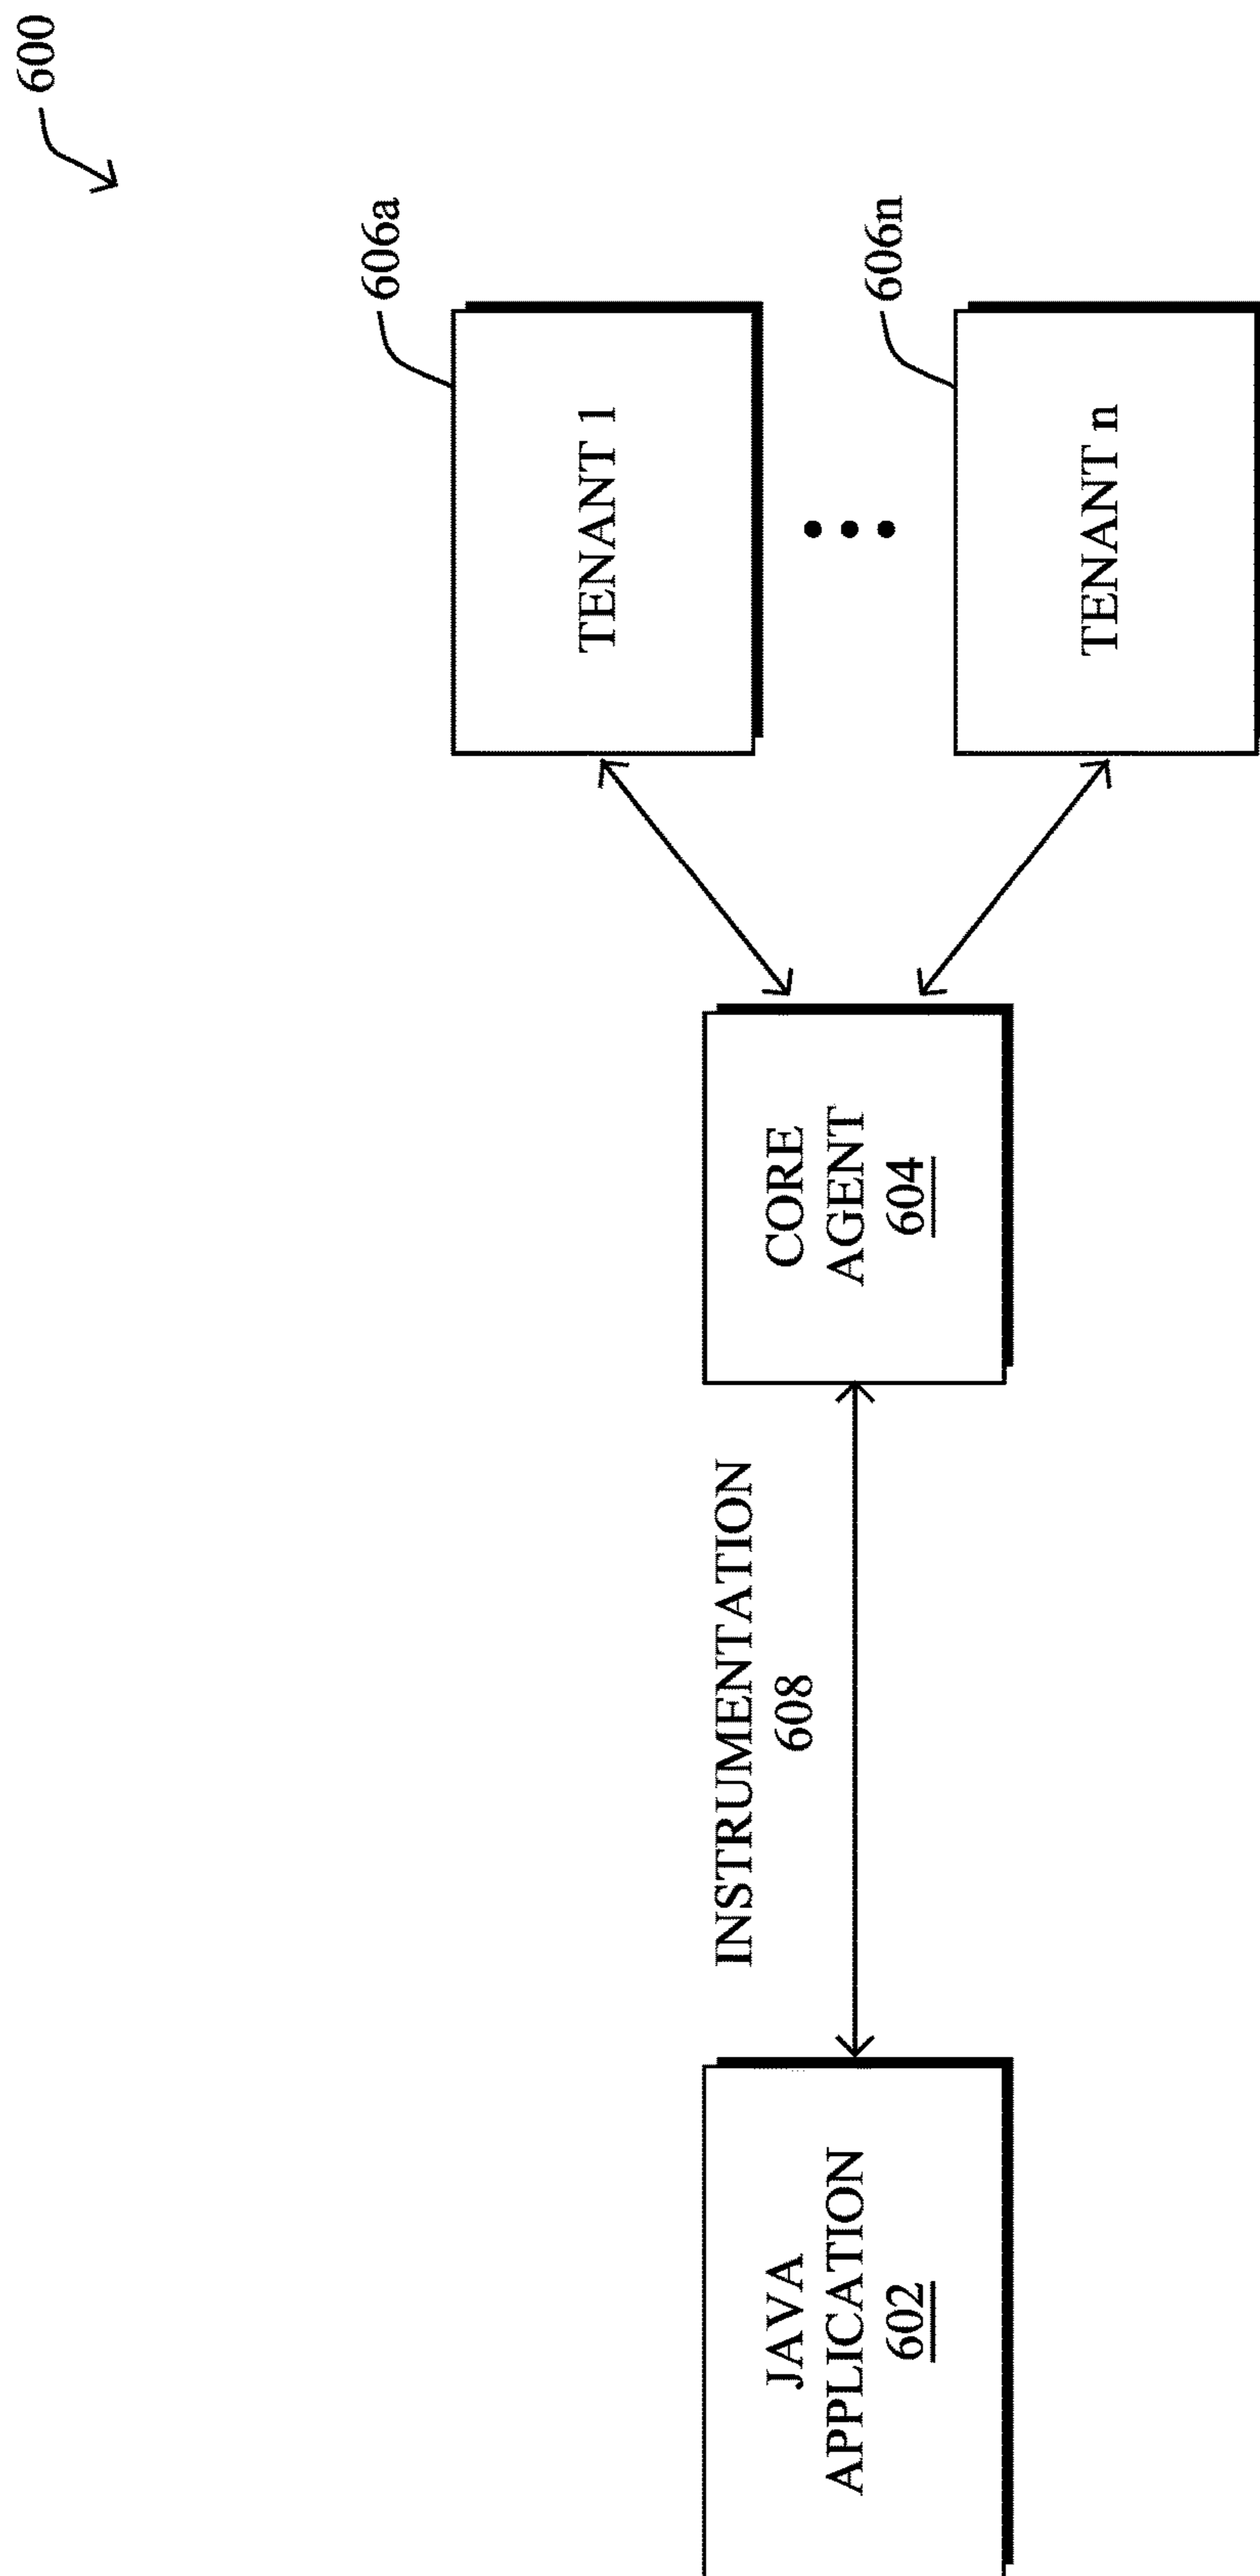 600
JAVA
APPLICATION
602
INSTRUMENTATION
608
CORE
AGENT
604
606a
TENANT 1
606n
TENANT n